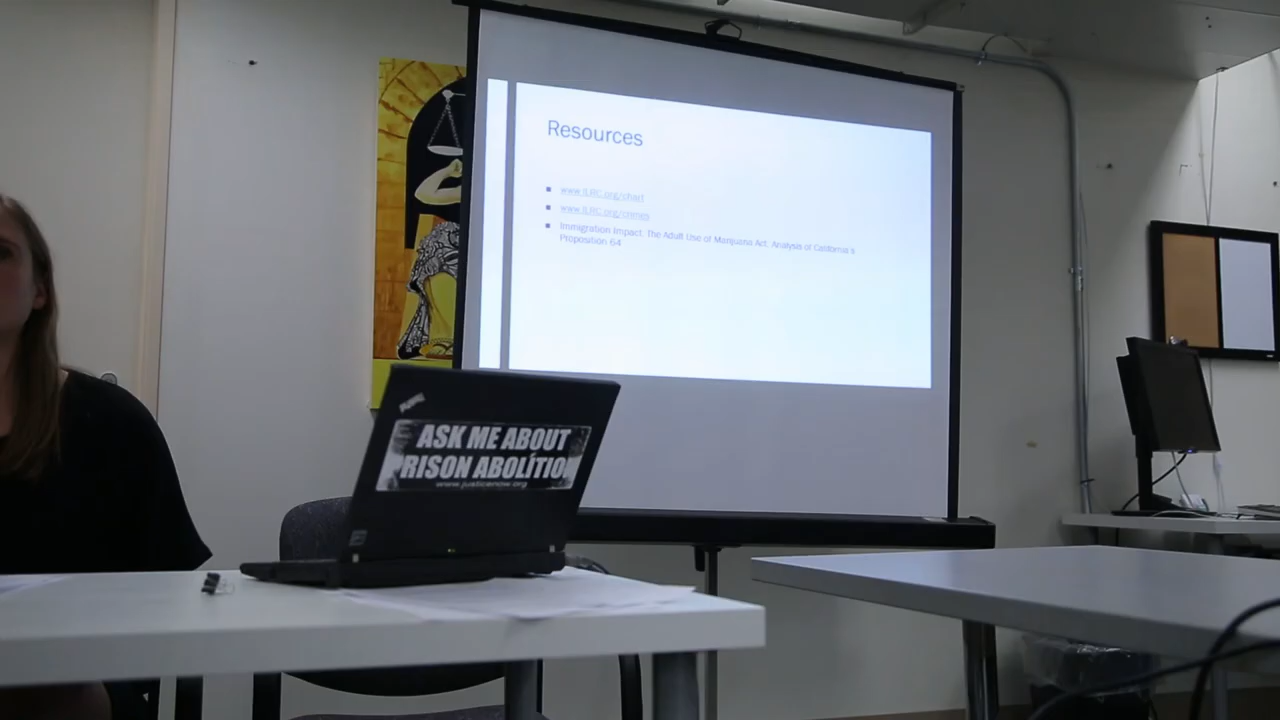 Resources
www.ILRC.org/chart
www.ILRC.org/crimes
Immigration Impact: The Adult Use of Marijuana Act, Analysis of California's
Proposition 64
ASK ME ABOUT
RISON ABOLITIO
www.justicenow.org